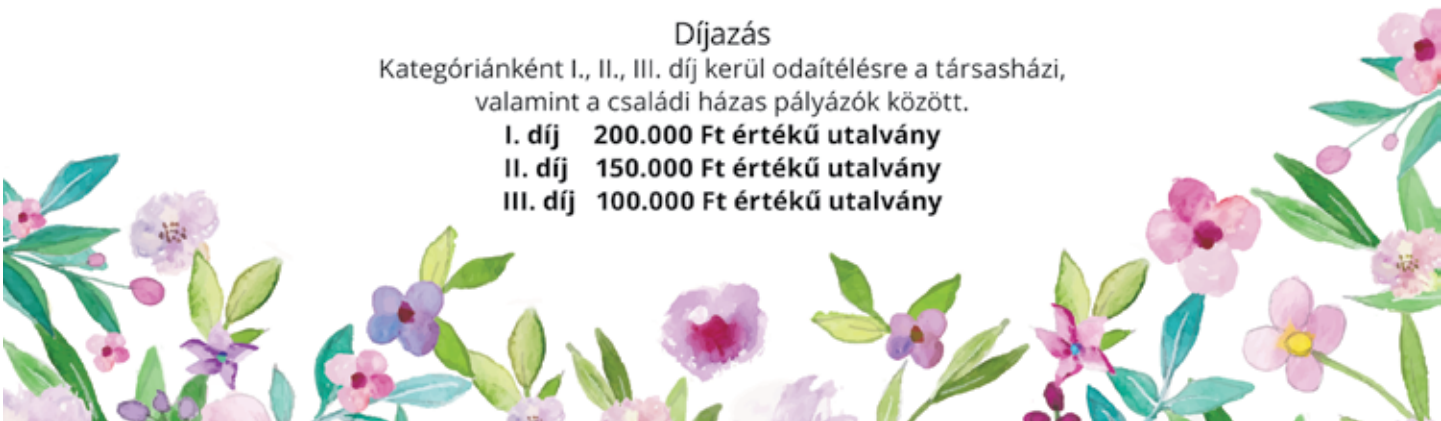 Díjazás
Kategóriánként I., II., III. díj kerül odaítélésre a társasházi,
valamint a családi házas pályázók között.
I. díj 200.000 Ft értékű utalvány
II. díj 150.000 Ft értékű utalvány
III. díj 100.000 Ft értékű utalvány